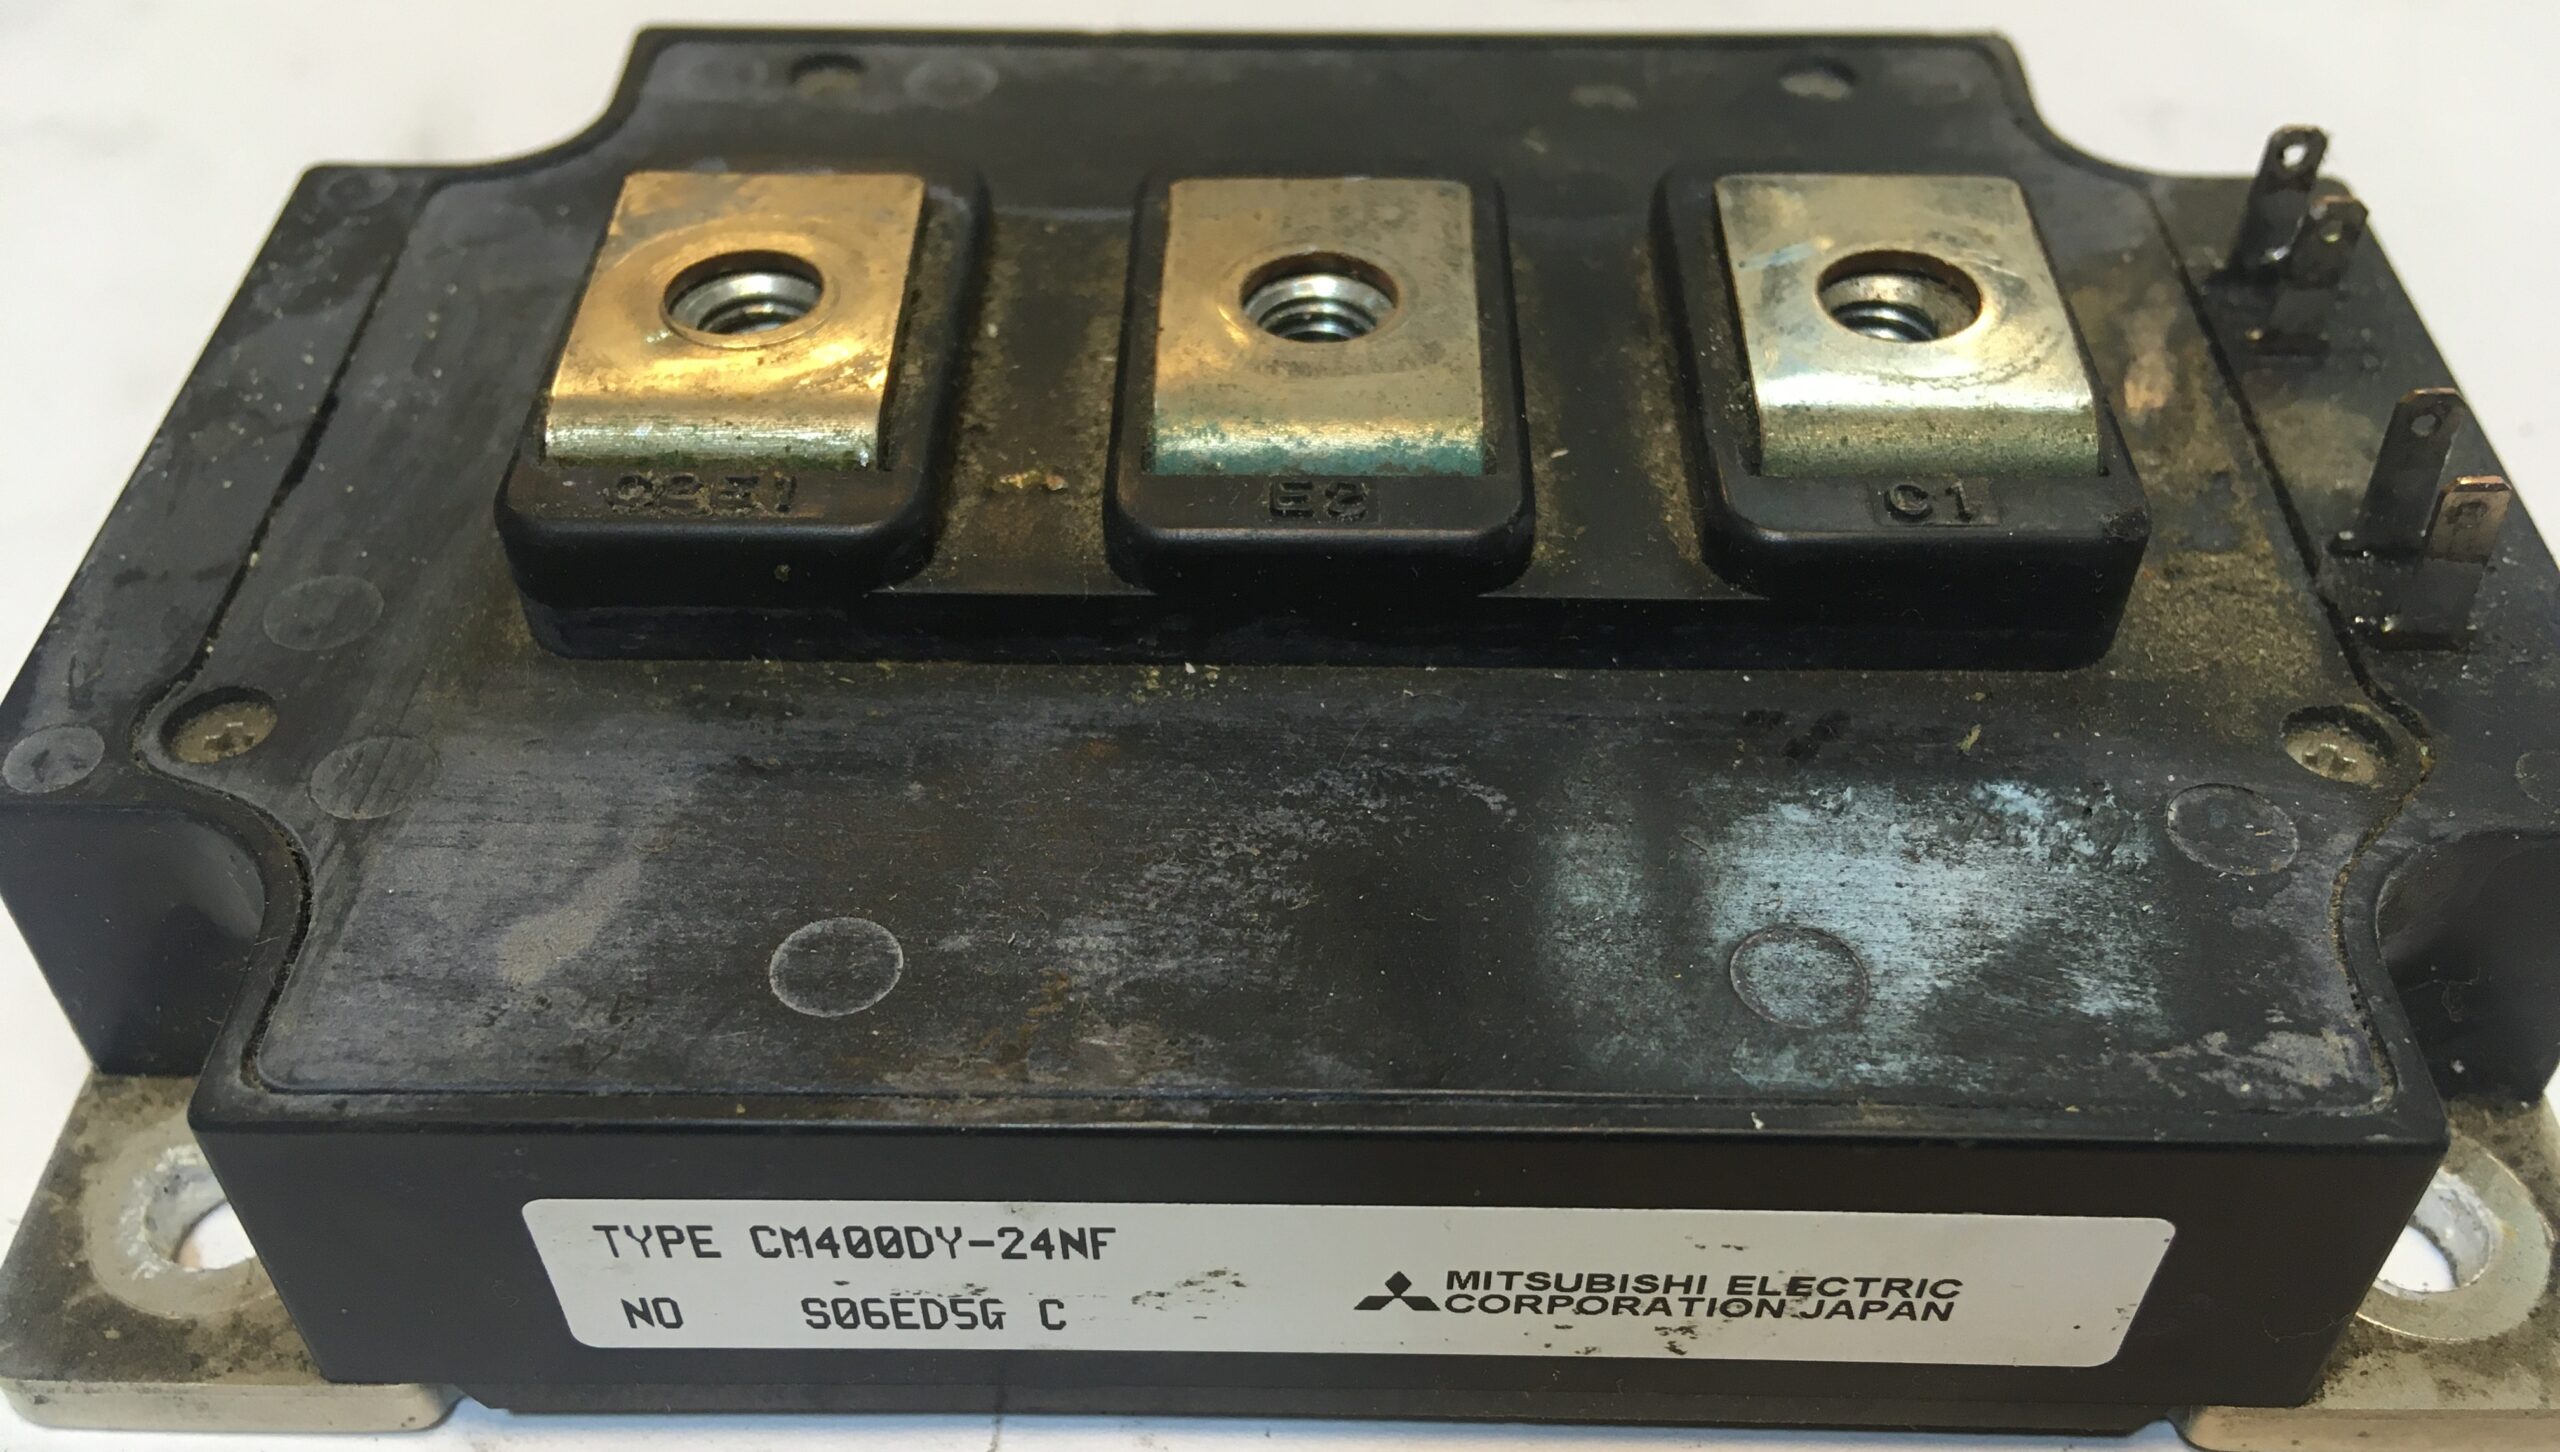 C2E1
E2
C1
TYPE CM400DY-24NF
NO S06ED5G C
MITSUBISHI ELECTRIC
CORPORATION JAPAN